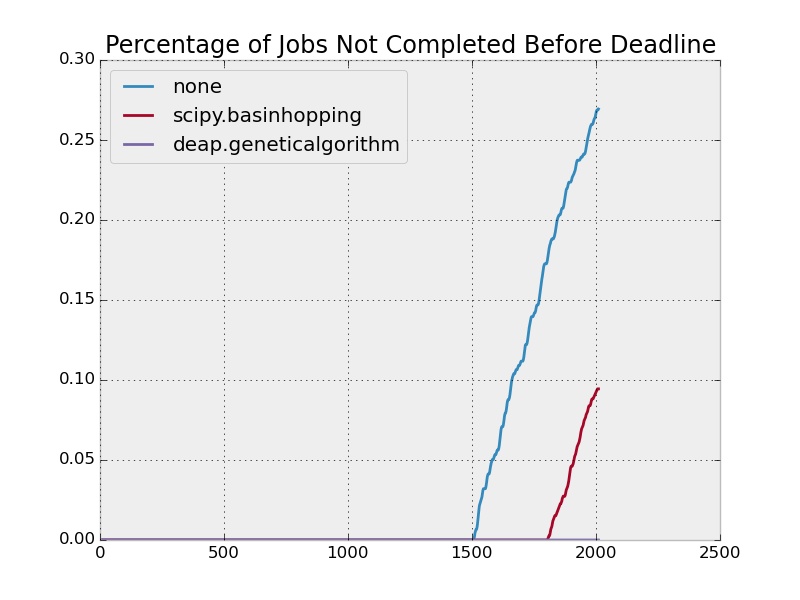 Percentage of Jobs Not Completed Before Deadline
0.30
none
scipy.basinhopping
deap.geneticalgorithm
0.25
0.20
0.15
0.10
0.05
0.00
0 500 1000 1500 2000 2500